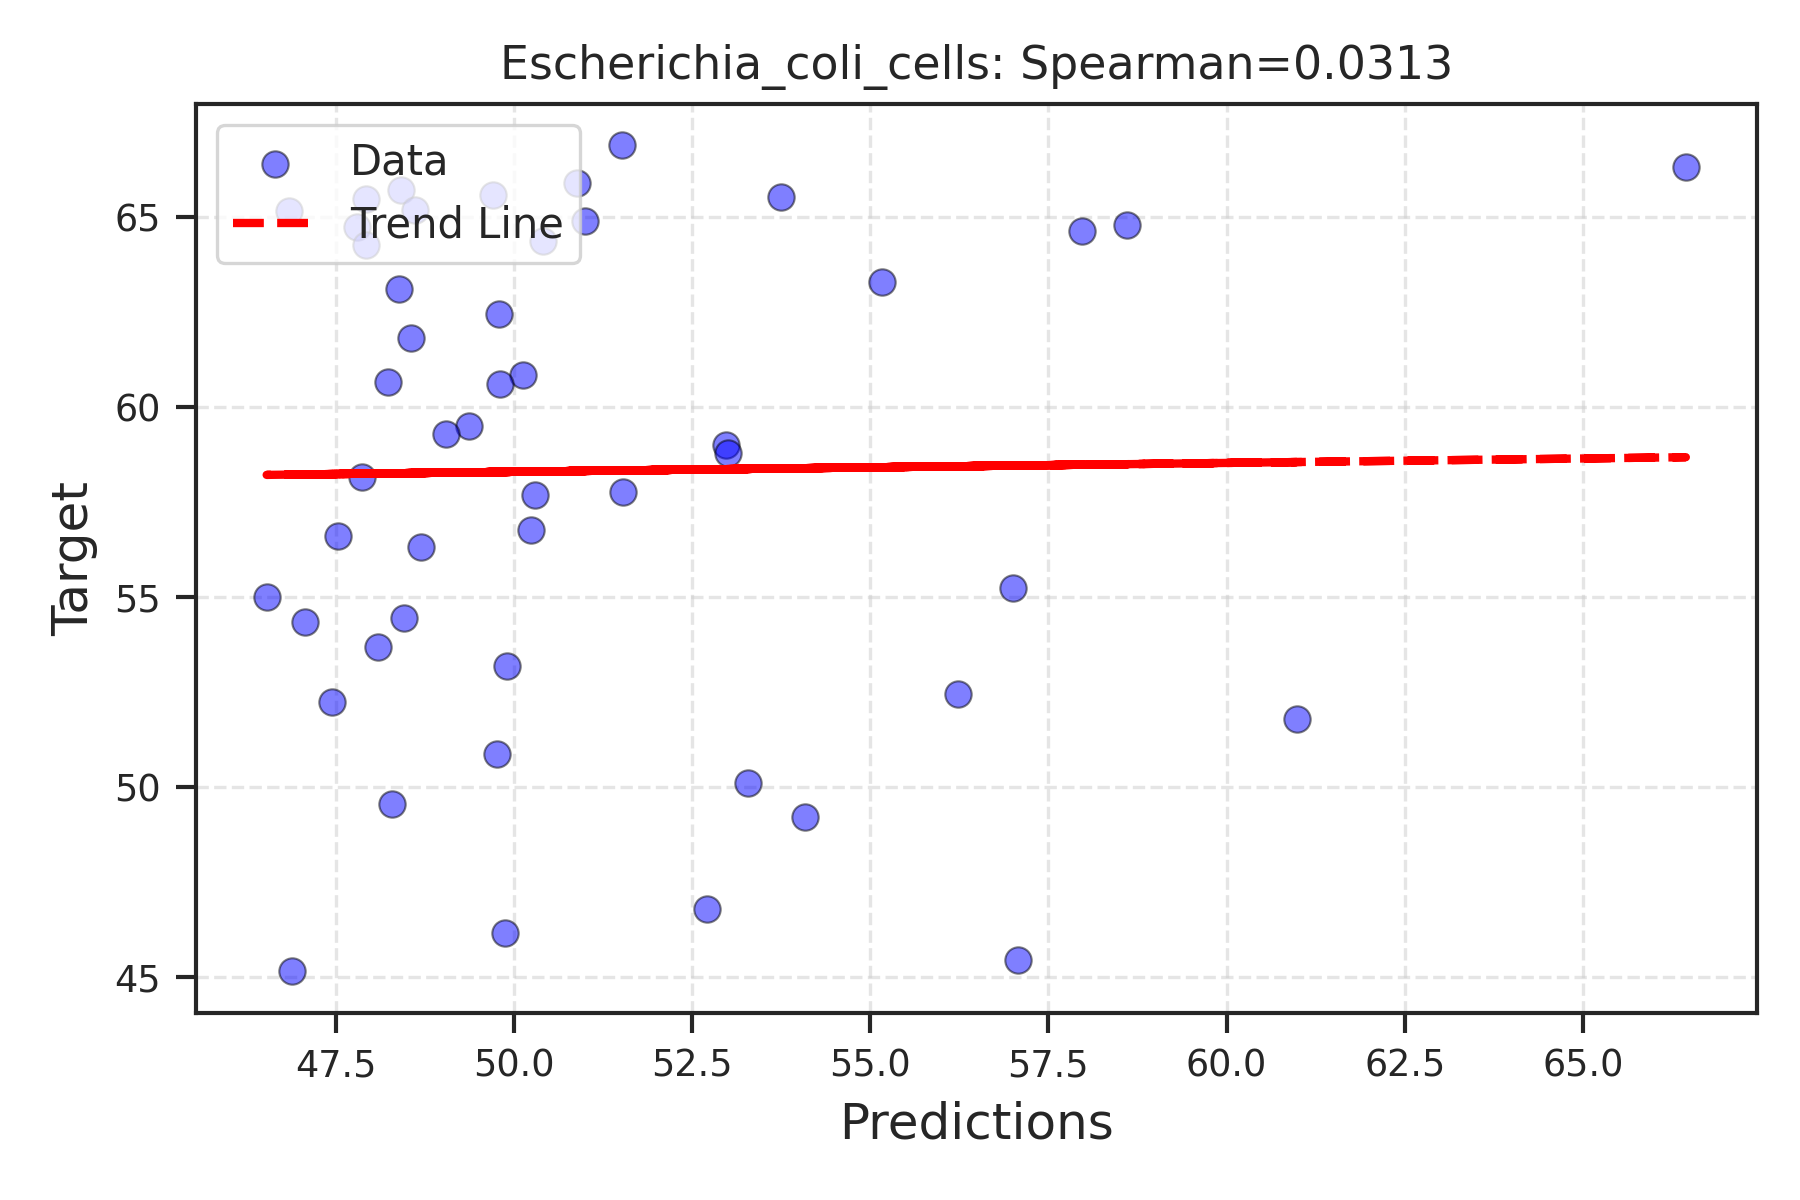 Escherichia_coli_cells: Spearman=0.0313
Data
Trend Line
65
60
55
50
45
Target
47.5 50.0 52.5 55.0 57.5 60.0 62.5 65.0
Predictions